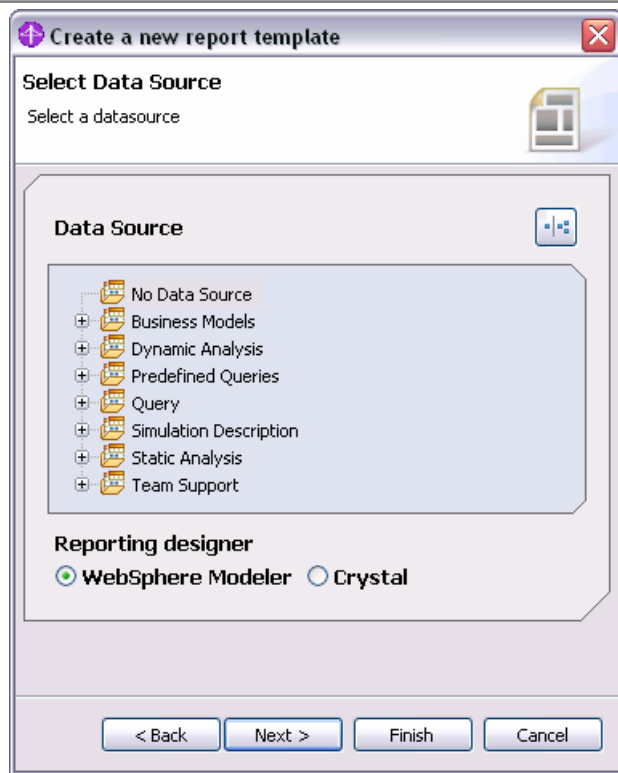 Create a new report template
Select Data Source
Select a datasource
Data Source
No Data Source
Business Models
Dynamic Analysis
Predefined Queries
Query
Simulation Description
Static Analysis
Team Support
Reporting designer
WebSphere Modeler Crystal
< Back Next > Finish Cancel